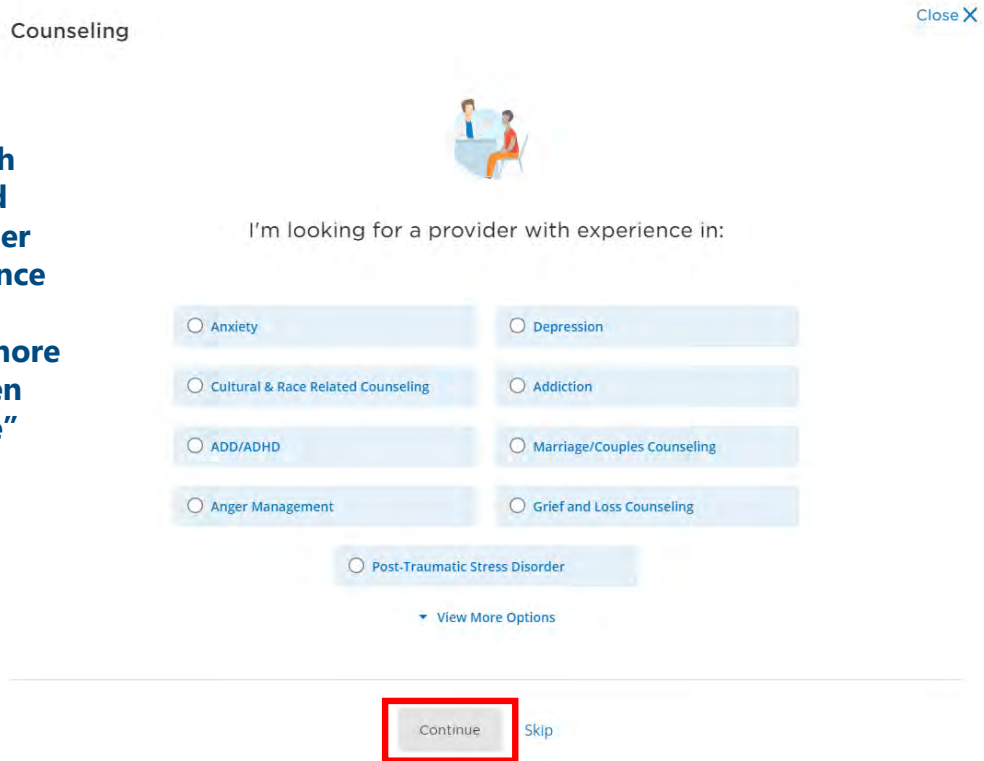 Close X
Counseling
I'm looking for a provider with experience in:
Anxiety
Depression
Cultural & Race Related Counseling
Addiction
ADD/ADHD
Marriage/Couples Counseling
Anger Management
Grief and Loss Counseling
Post-Traumatic Stress Disorder
View More Options
Continue
Skip